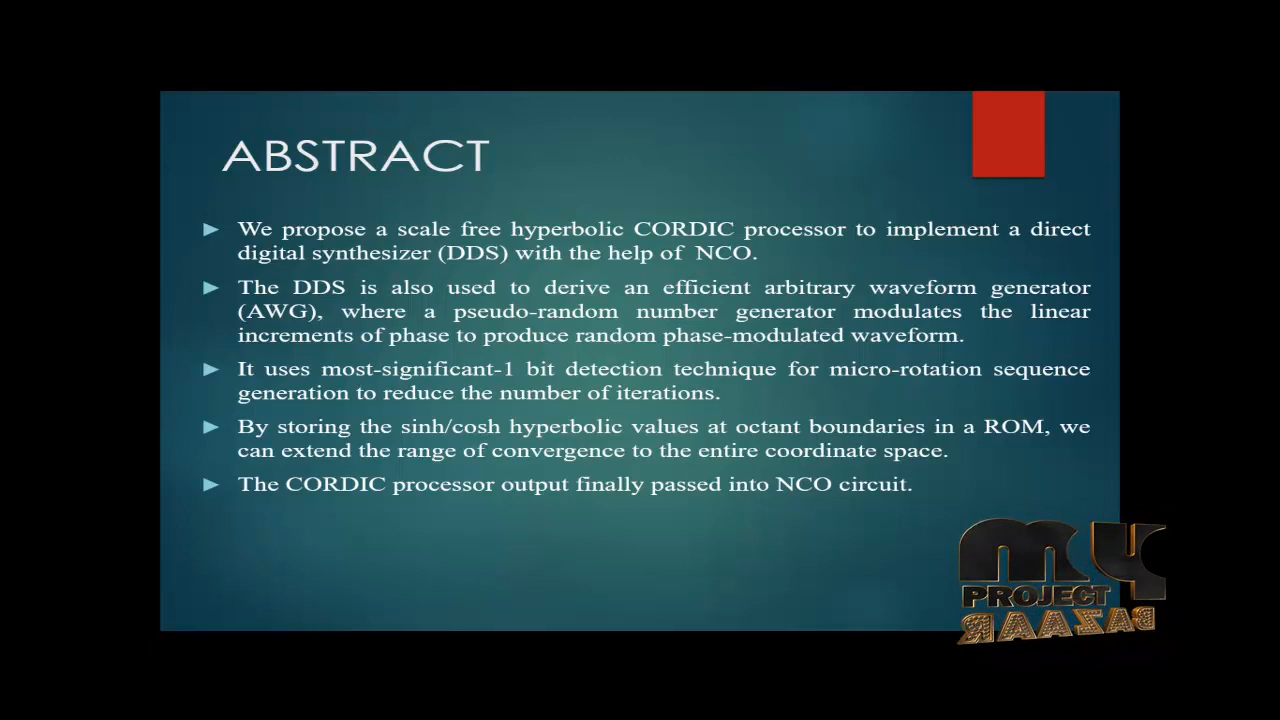 ABSTRACT
We propose a scale free hyperbolic CORDIC processor to implement a direct
digital synthesizer (DDS) with the help of NCO.
The DDS is also used to derive an efficient arbitrary waveform generator
(AWG), where a pseudo-random number generator modulates the linear
increments of phase to produce random phase-modulated waveform.
It uses most-significant-1 bit detection technique for micro-rotation sequence
generation to reduce the number of iterations.
By storing the sinh/cosh hyperbolic values at octant boundaries in a ROM, we
can extend the range of convergence to the entire coordinate space.
The CORDIC processor output finally passed into NCO circuit.
MY
PROJECT
BAZAAR